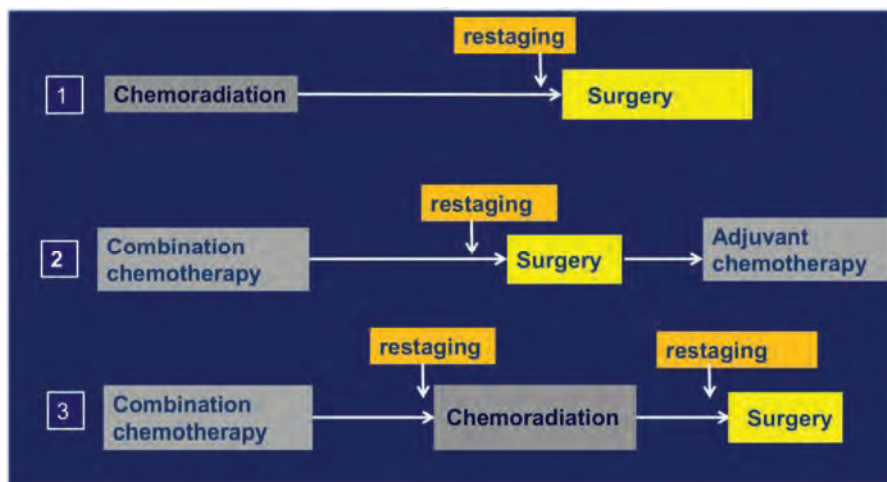 restaging
1
Chemoradiation
Surgery
restaging
2
Combination
chemotherapy
Surgery
Adjuvant
chemotherapy
restaging
restaging
3
Combination
chemotherapy
Chemoradiation
Surgery